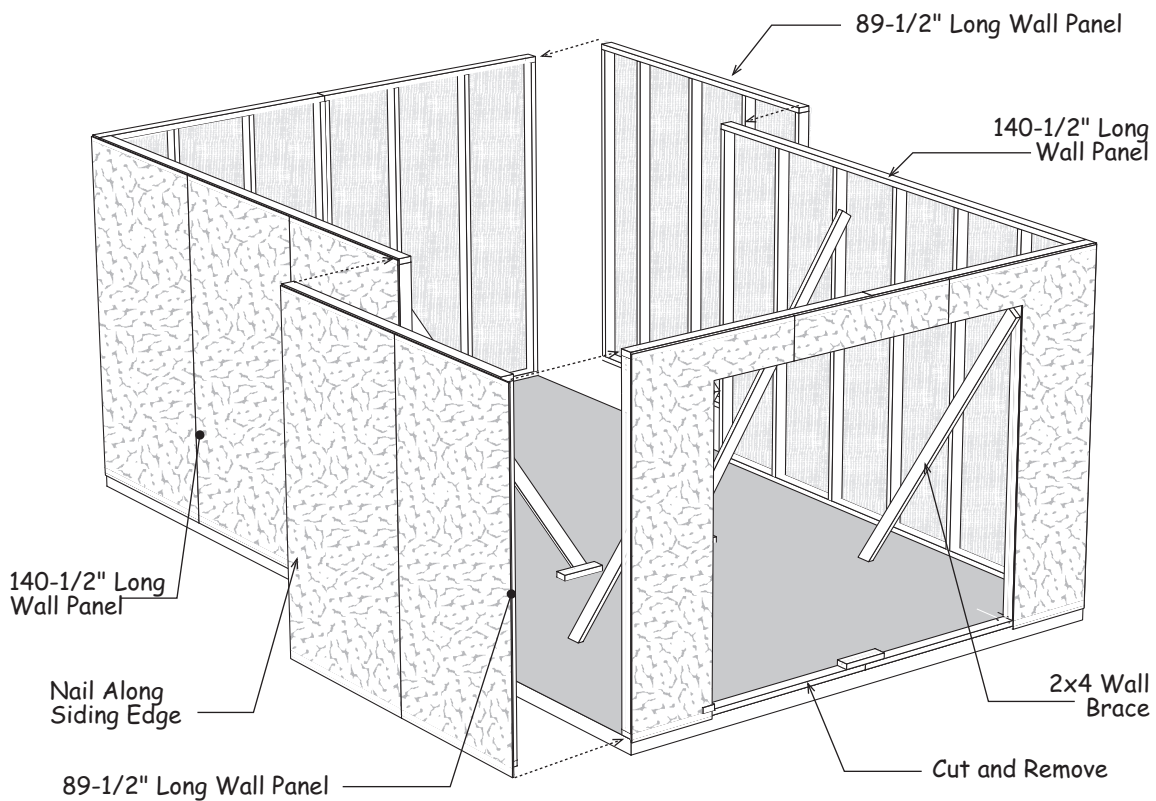 89-1/2" Long Wall Panel
140-1/2" Long
Wall Panel
140-1/2" Long
Wall Panel
Nail Along
Siding Edge
2x4 Wall
Brace
89-1/2" Long Wall Panel
Cut and Remove